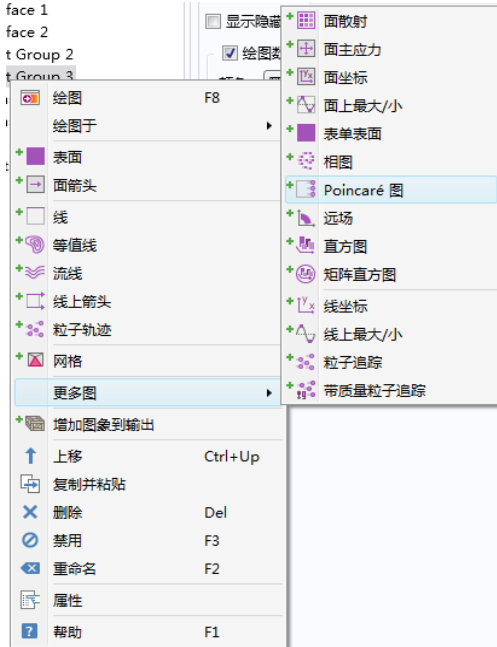 face 1
face 2
t Group 2
t Group 3
显示隐藏
绘图数
绘图 F8
绘图于
表面
面箭头
线
等值线
流线
线上箭头
粒子轨迹
网格
更多图
增加图象到输出
上移 Ctrl+Up
复制并粘贴
删除 Del
禁用 F3
重命名 F2
属性
帮助 F1
面散射
面主应力
面坐标
面上最大/小
表单表面
相图
Poincaré 图
远场
直方图
矩阵直方图
线坐标
线上最大/小
粒子追踪
带质量粒子追踪